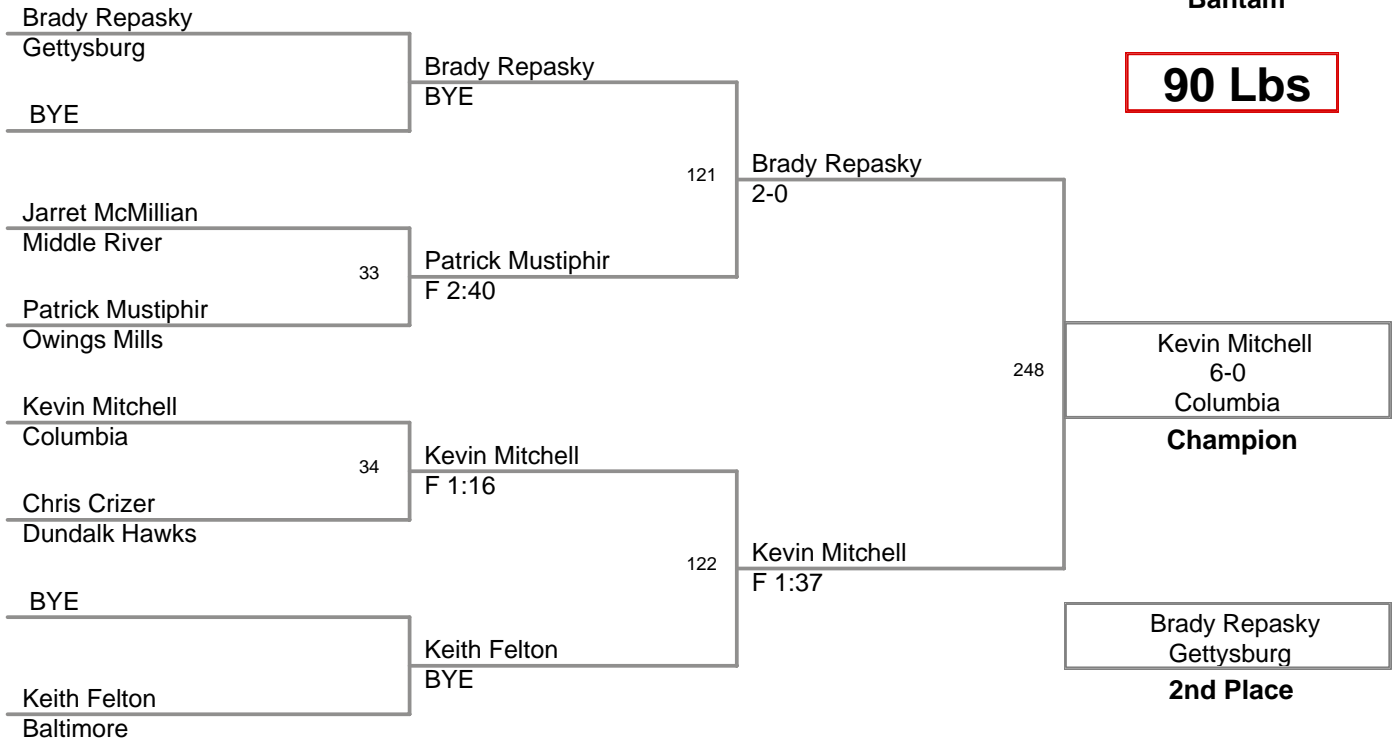 Bantam
90 Lbs
Brady Repasky
Gettysburg
BYE
Jarret McMillian
Middle River
33
Patrick Mustiphir
Owings Mills
Kevin Mitchell
Columbia
34
Chris Crizer
Dundalk Hawks
BYE
Keith Felton
Baltimore
Brady Repasky
BYE
121
Patrick Mustiphir
F 2:40
Kevin Mitchell
F 1:16
122
Keith Felton
BYE
Brady Repasky
2-0
248
Kevin Mitchell
F 1:37
Kevin Mitchell
6-0
Columbia
Champion
Brady Repasky
Gettysburg
2nd Place